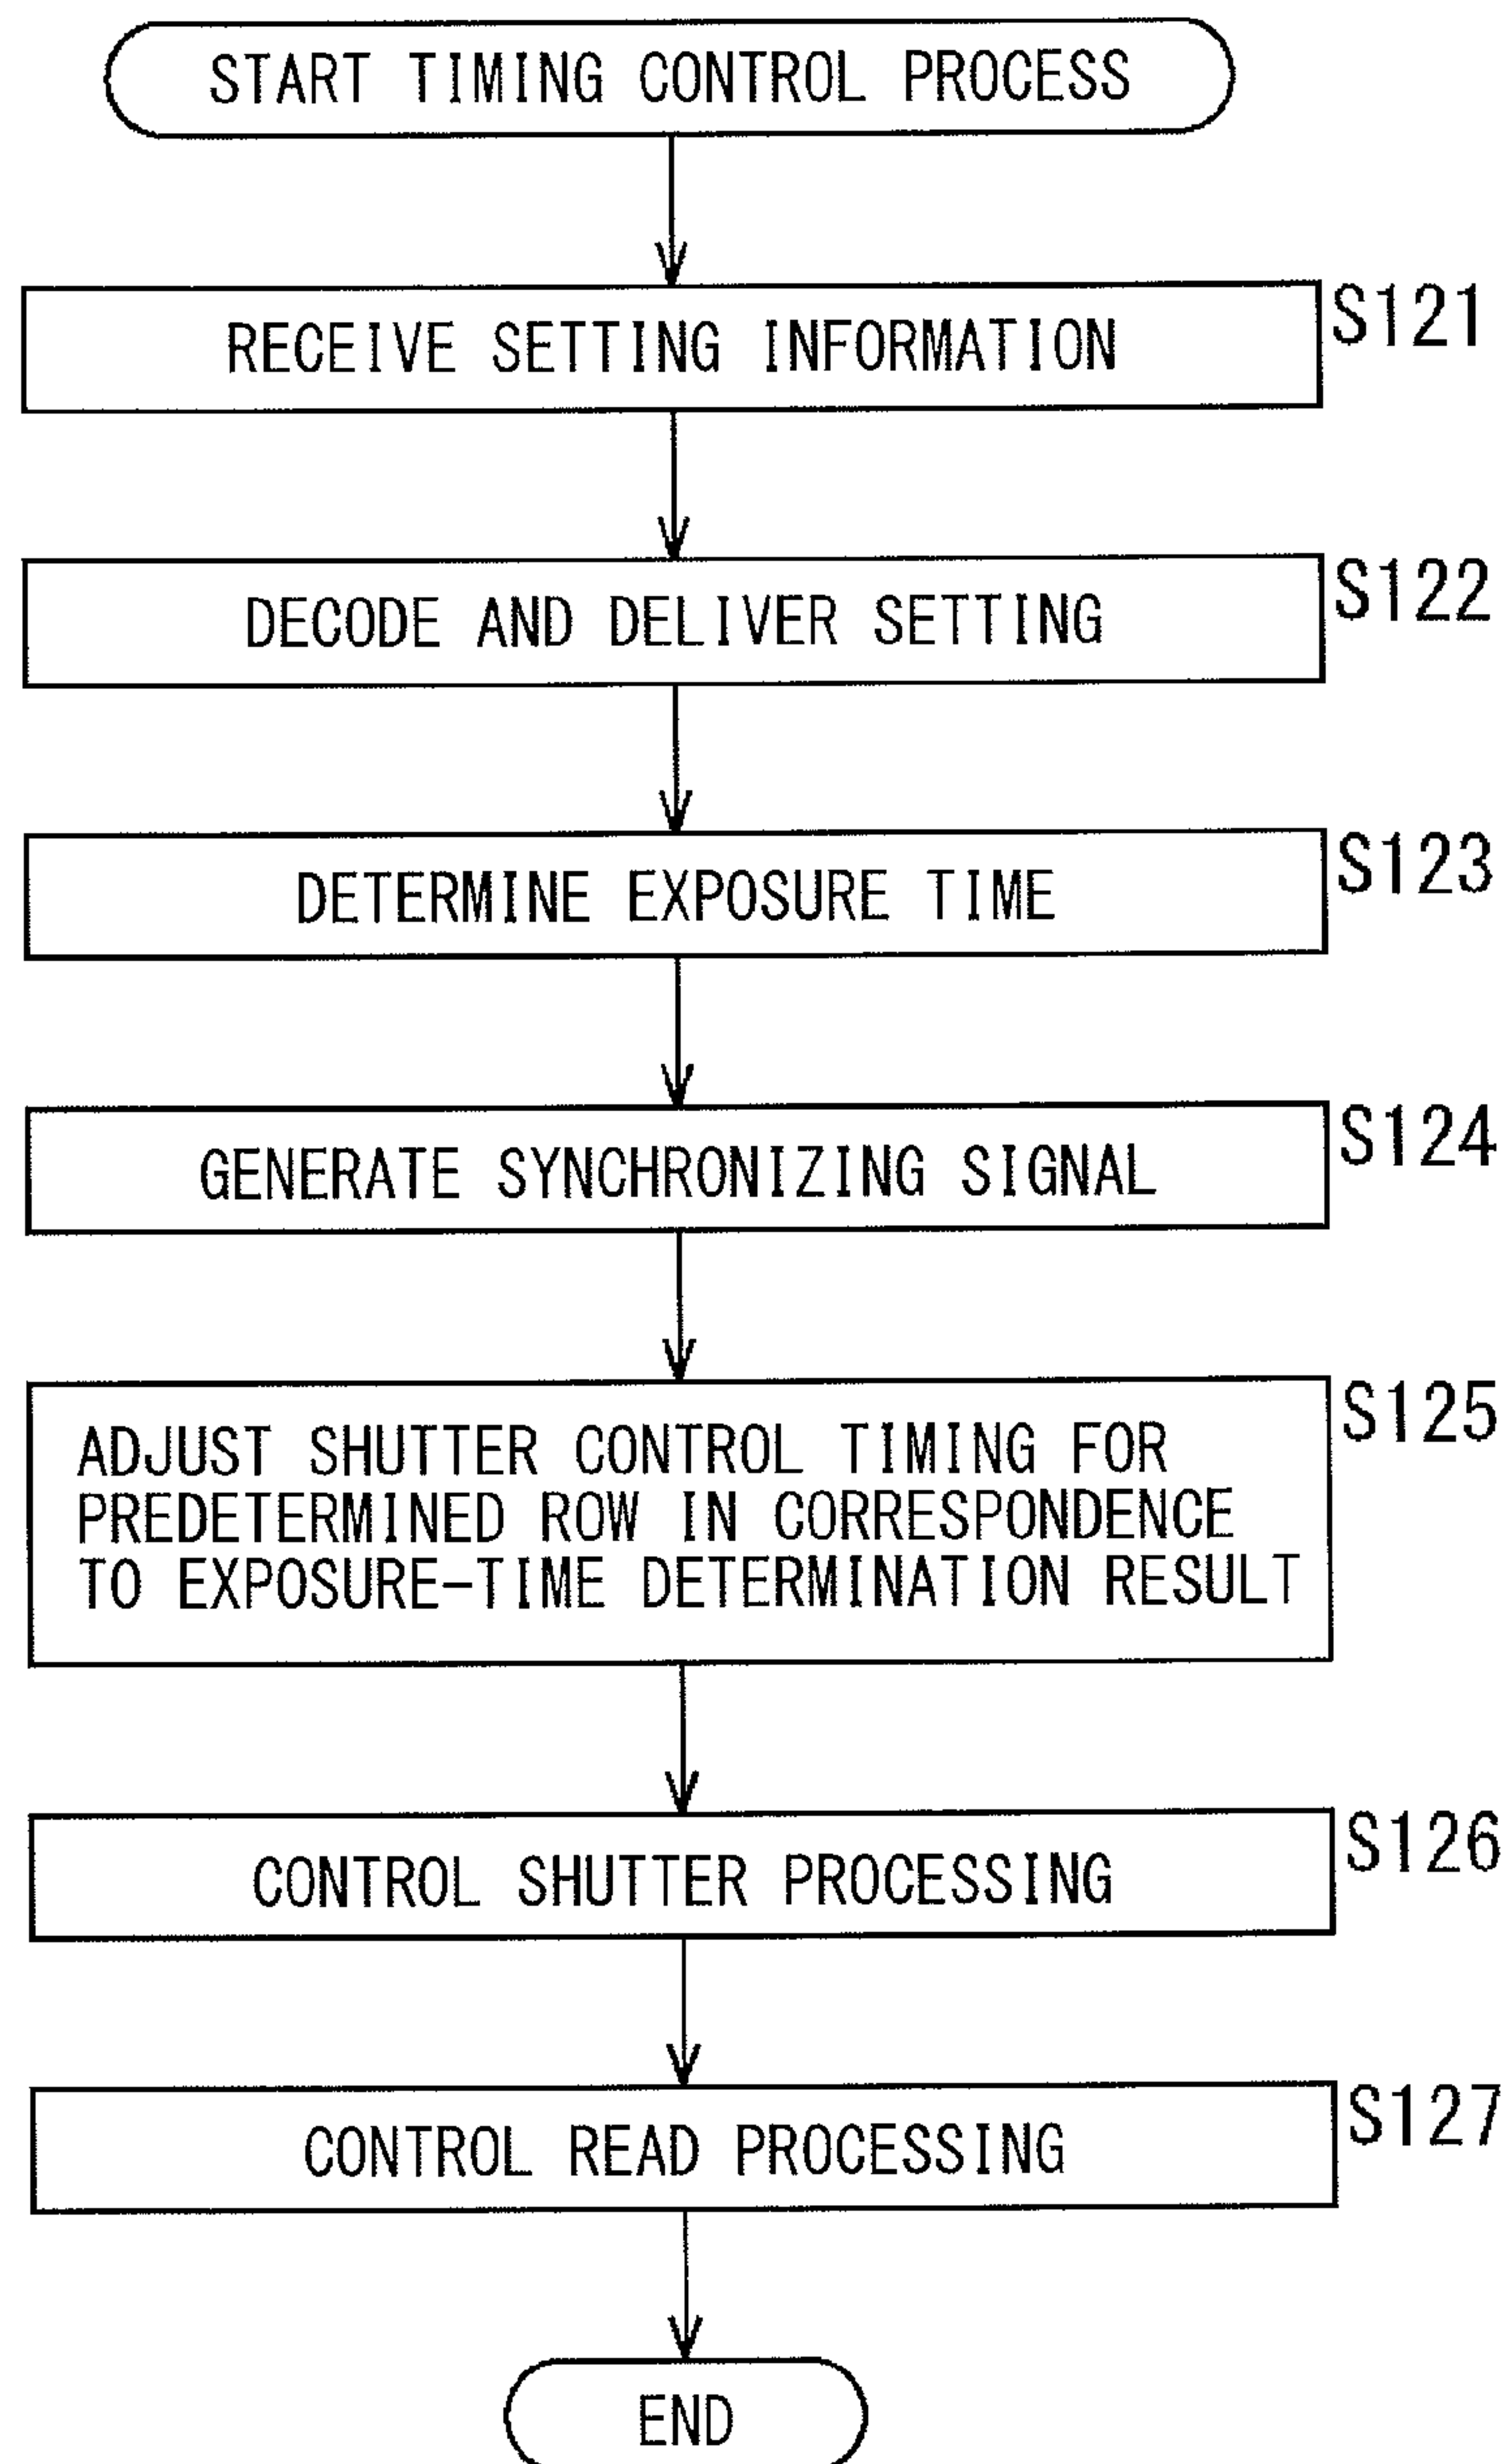 START TIMING CONTROL PROCESS
RECEIVE SETTING INFORMATION
S121
DECODE AND DELIVER SETTING
S122
DETERMINE EXPOSURE TIME
S123
GENERATE SYNCHRONIZING SIGNAL
S124
ADJUST SHUTTER CONTROL TIMING FOR
PREDETERMINED ROW IN CORRESPONDENCE
TO EXPOSURE-TIME DETERMINATION RESULT
S125
CONTROL SHUTTER PROCESSING
S126
CONTROL READ PROCESSING
S127
END